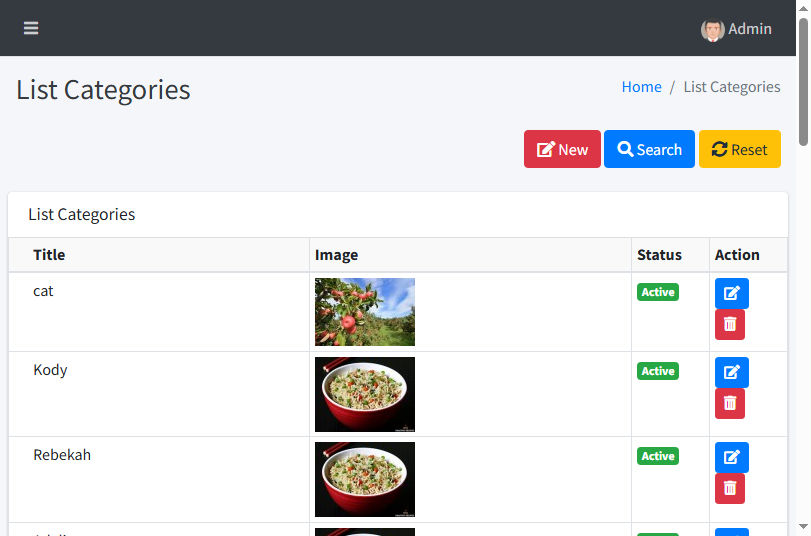 Admin
List Categories
Home / List Categories
New Search Reset
List Categories
Title Image Status Action
cat Active
Kody Active
Rebekah Active